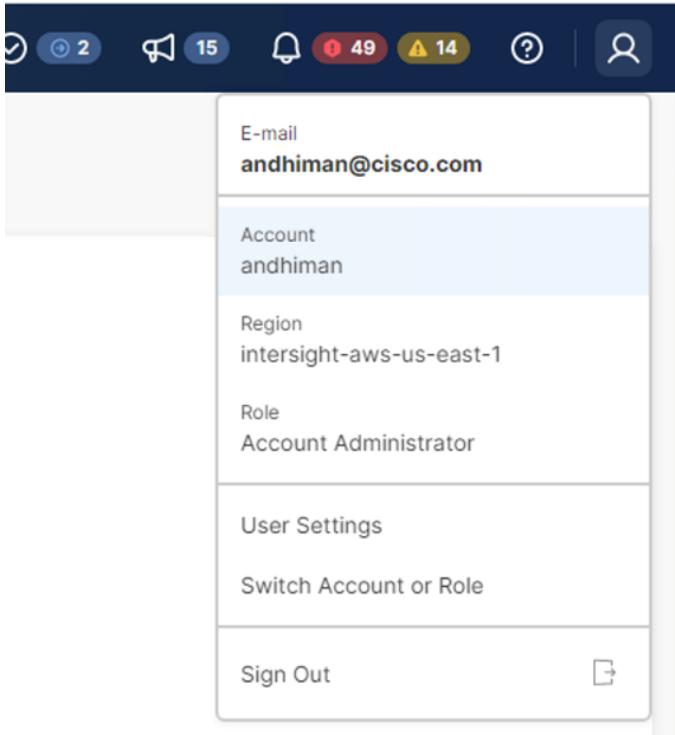 2 15 49 14
E-mail
andhiman@cisco.com
Account
andhiman
Region
intersight-aws-us-east-1
Role
Account Administrator
User Settings
Switch Account or Role
Sign Out